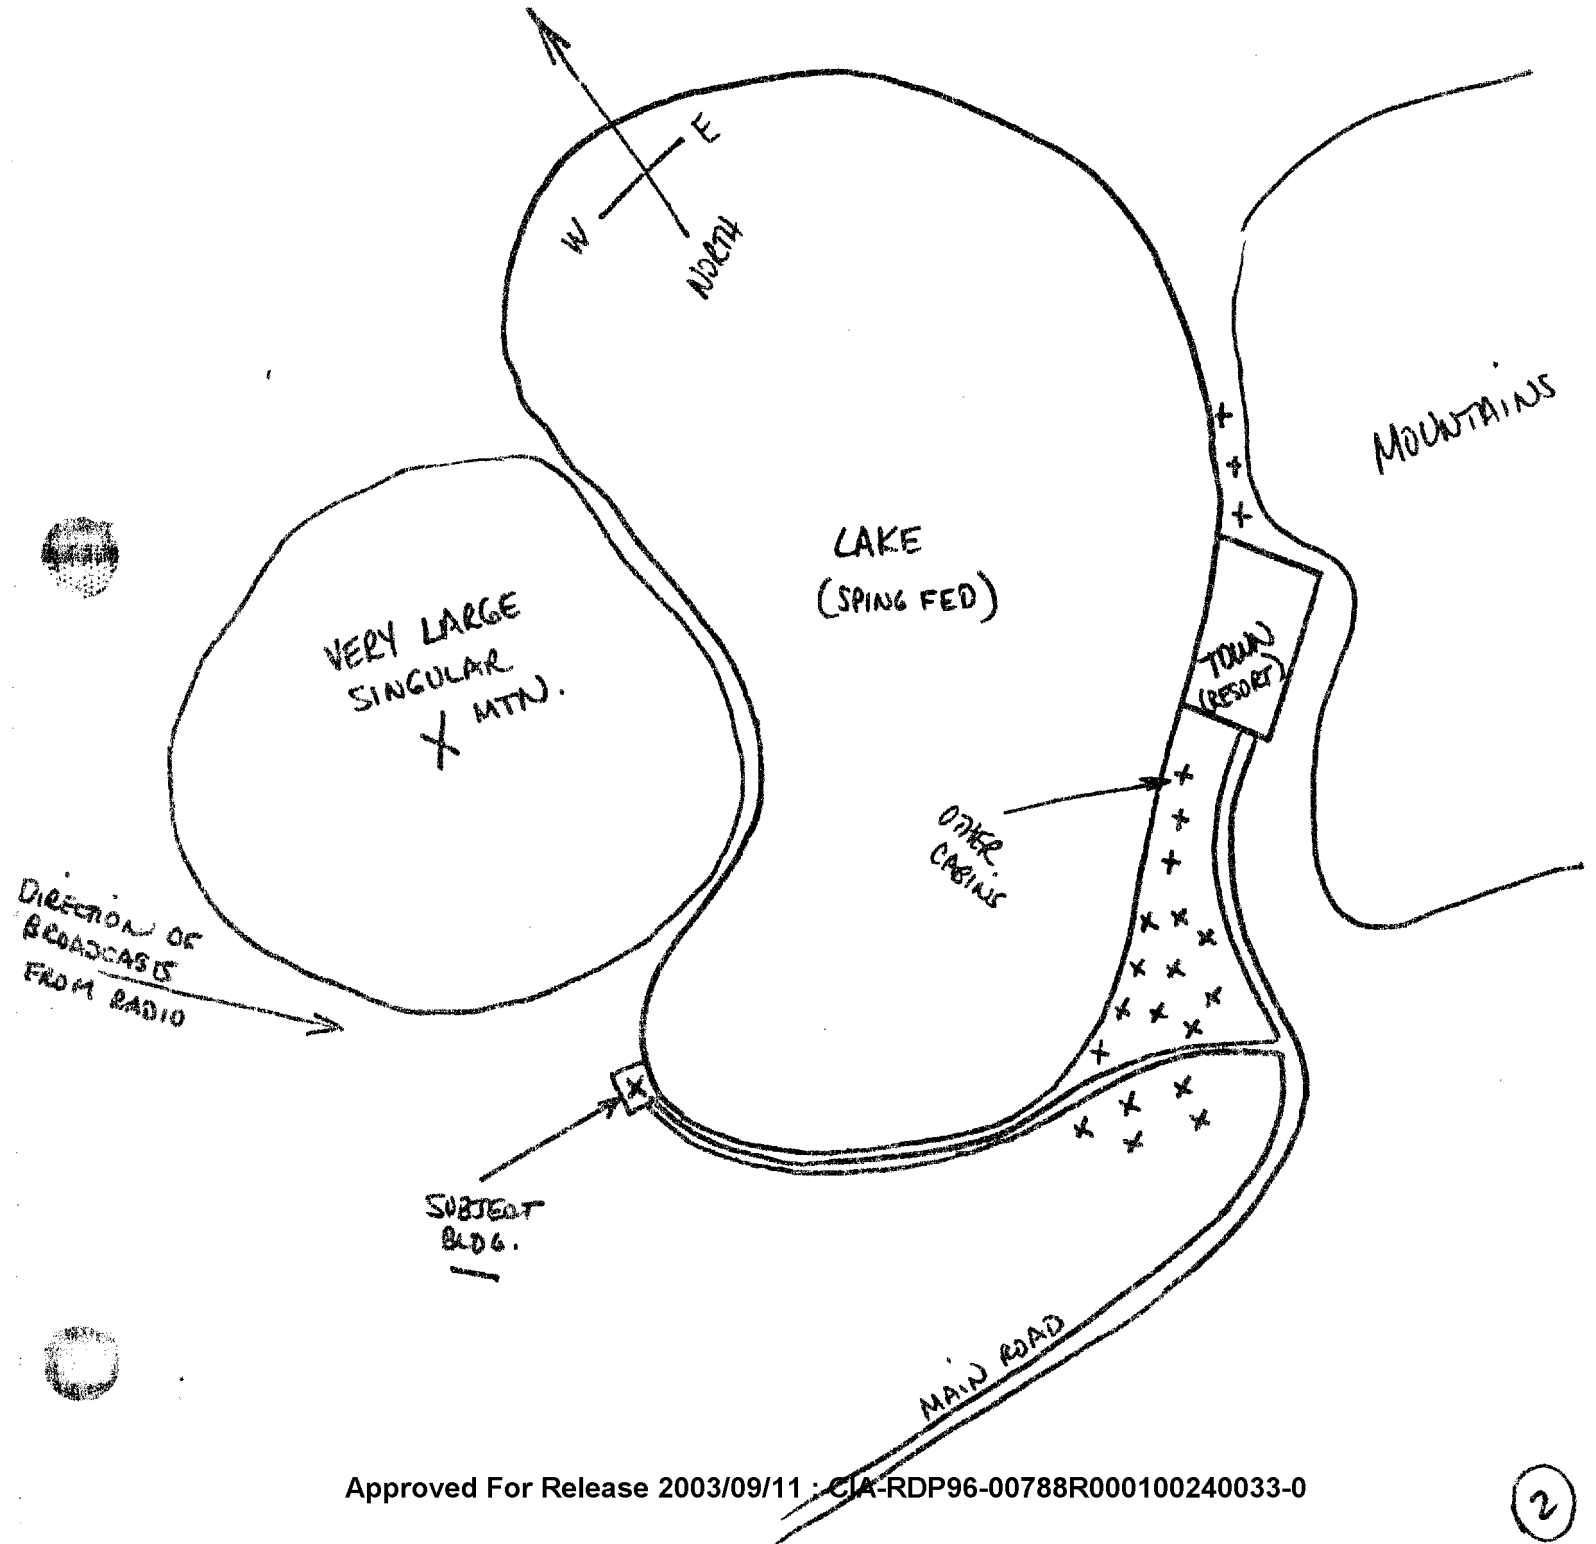 E
W
NORTH
MOUNTAINS
LAKE
(SPING FED)
VERY LARGE
SINGULAR
X MTN.
TOWN
(RESORT)
OTHER
CABINS
DIRECTION OF
BROADCASTS
FROM RADIO
SUBJECT
BLDG.
MAIN ROAD
Approved For Release 2003/09/11 : CIA-RDP96-00788R000100240033-0
2